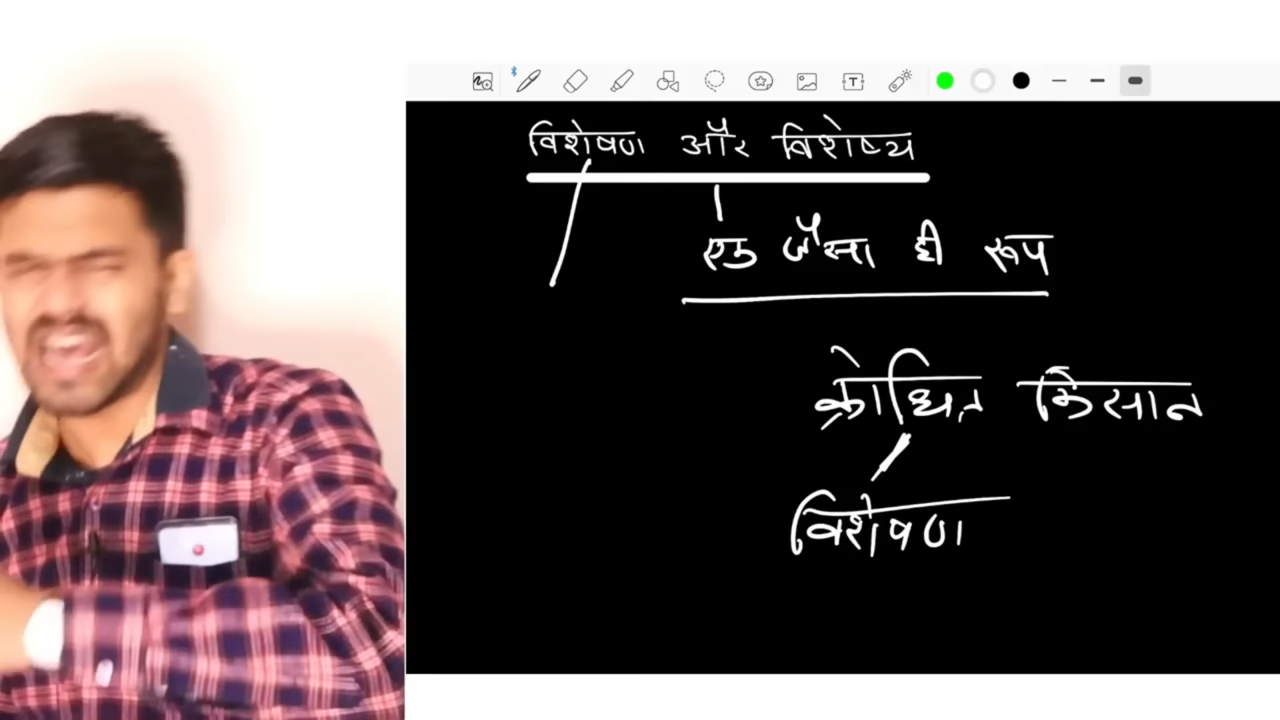 विशेषण और विशेष्य
एक जैसा ही रूप
क्रोधित किसान
विशेषण